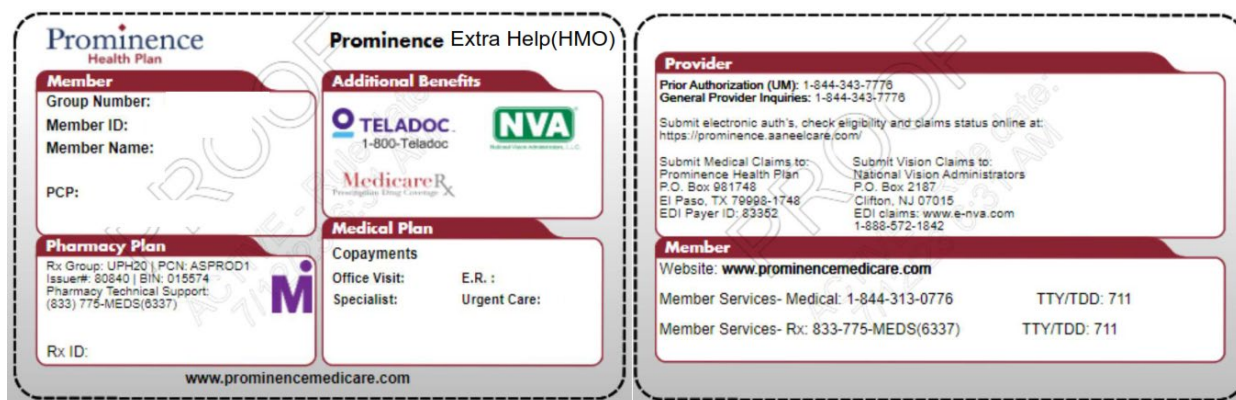 Prominence
Health Plan
Prominence Extra Help(HMO)
Member
Group Number:
Member ID:
Member Name:
PCP:
Additional Benefits
TELADOC
1-800-Teladoc
NVA
National Vision Administrators, L.L.C.
MedicareRx
Prescription Drug Coverage
Pharmacy Plan
Rx Group: UPH20 | PCN: ASPROD1
Issuer#: 80840 | BIN: 015574
Pharmacy Technical Support:
(833) 775-MEDS(6337)
Rx ID:
Medical Plan
Copayments
Office Visit: E.R. :
Specialist: Urgent Care:
www.prominencemedicare.com
PROOF
Provider
Prior Authorization (UM): 1-844-343-7776
General Provider Inquiries: 1-844-343-7776
Submit electronic auth's, check eligibility and claims status online at:
https://prominence.aaneelcare.com/
Submit Medical Claims to:
Prominence Health Plan
P.O. Box 981748
El Paso, TX 79998-1748
EDI Payer ID: 83352
Submit Vision Claims to:
National Vision Administrators
P.O. Box 2187
Clifton, NJ 07015
EDI claims: www.e-nva.com
1-888-572-1842
Member
Website: www.prominencemedicare.com
Member Services- Medical: 1-844-313-0776 TTY/TDD: 711
Member Services- Rx: 833-775-MEDS(6337) TTY/TDD: 711
PROOF